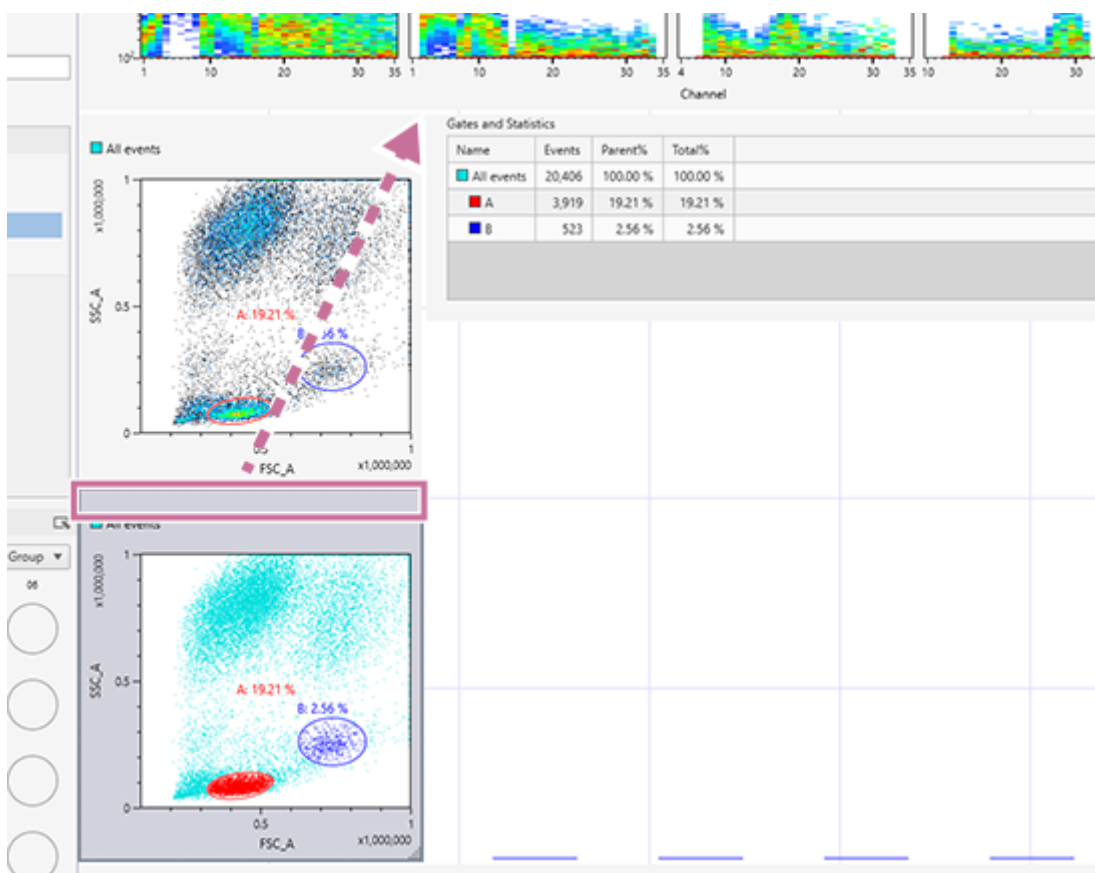 10²
1 10 20 30 35
10 20 30 35
4 10 20 30 35
10 20 30
Channel
All events
Gates and Statistics
Name Events Parent% Total%
All events 20,406 100.00 % 100.00 %
A 3,919 19.21 % 19.21 %
B 523 2.56 % 2.56 %
x1,000,000
SSC_A
1
0.5
0
A: 19.21 %
1
FSC_A
x1,000,000
All events
Group
06
x1,000,000
SSC_A
1
0.5
0
A: 19.21 %
B: 2.56 %
0.5
1
FSC_A
x1,000,000